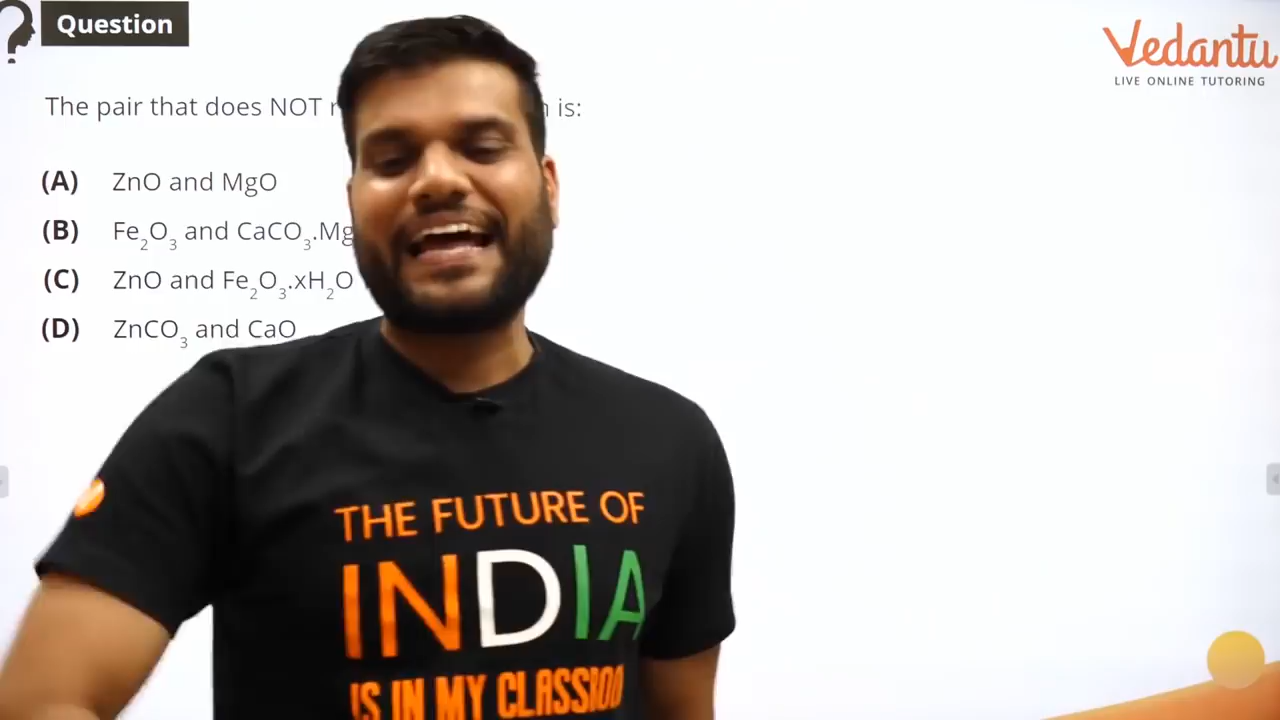 Question
Vedantu
LIVE ONLINE TUTORING
The pair that does NOT is:
(A) ZnO and MgO
(B) Fe₂O₃ and CaCO₃.Mg
(C) ZnO and Fe₂O₃.xH₂O
(D) ZnCO₃ and CaO
THE FUTURE OF
INDIA
IS IN MY